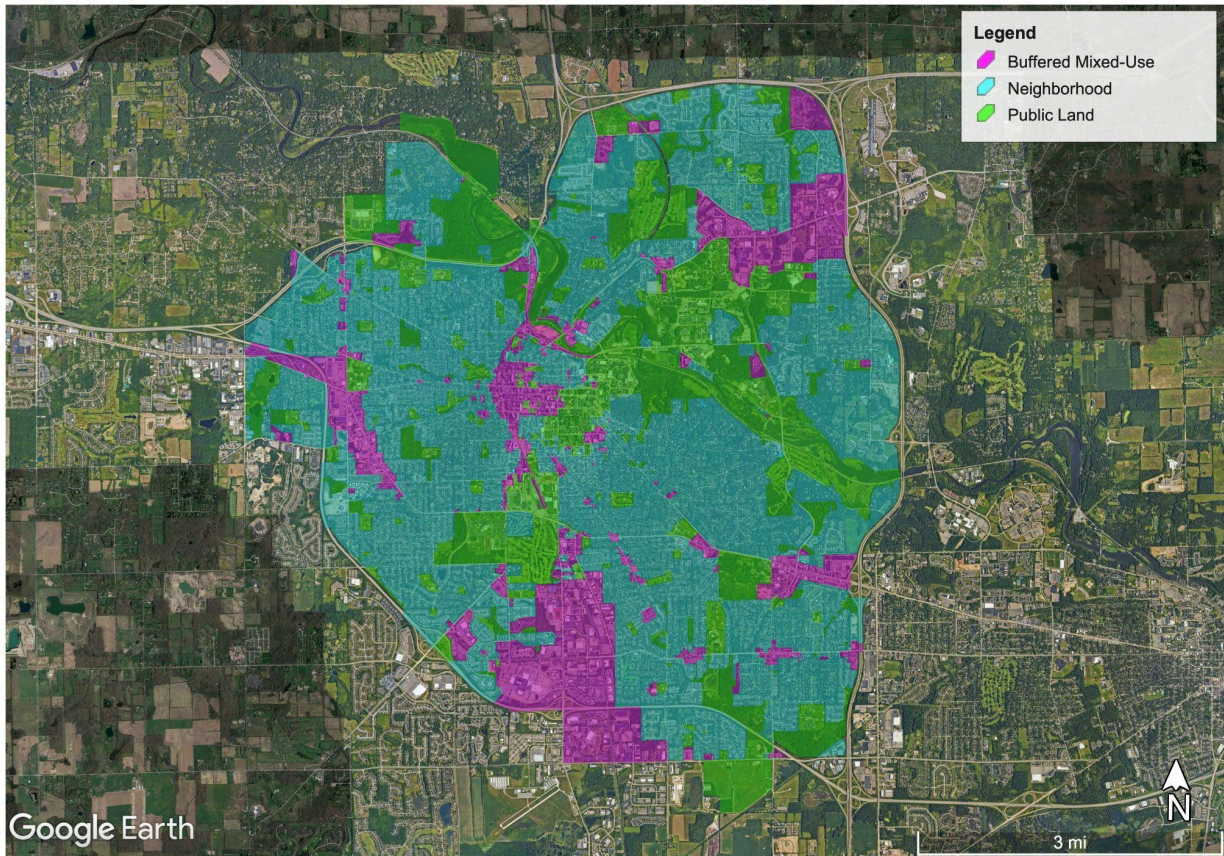 Legend
Buffered Mixed-Use
Neighborhood
Public Land
N
Google Earth
3 mi